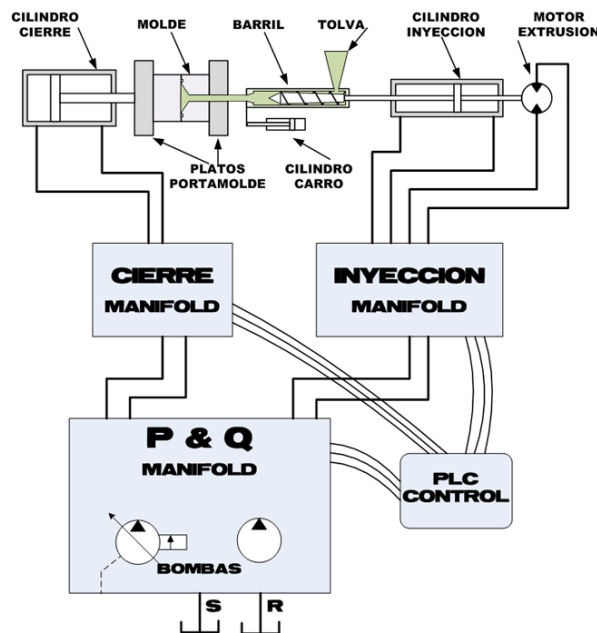 CILINDRO
CIERRE
MOLDE
BARRIL
TOLVA
CILINDRO
INYECCION
MOTOR
EXTRUSION
PLATOS
PORTAMOLDE
CILINDRO
CARRO
CIERRE
MANIFOLD
INYECCION
MANIFOLD
P & Q
MANIFOLD
PLC
CONTROL
BOMBAS
S
R